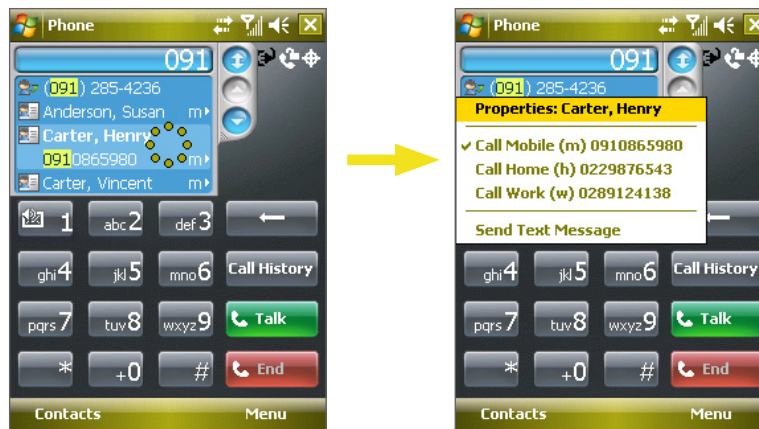 Phone
091
(091) 285-4236
Anderson, Susan m
Carter, Henry
0910865980 m
Carter, Vincent m
1 abc2 def3
ghi4 jkl5 mno6 Call History
pqrs7 tuv8 wxyz9 Talk
* +0 # End
Contacts Menu
Phone
091
(091) 285-4236
Properties: Carter, Henry
Call Mobile (m) 0910865980
Call Home (h) 0229876543
Call Work (w) 0289124138
Send Text Message
ghi4 jkl5 mno6 Call History
pqrs7 tuv8 wxyz9 Talk
* +0 # End
Contacts Menu